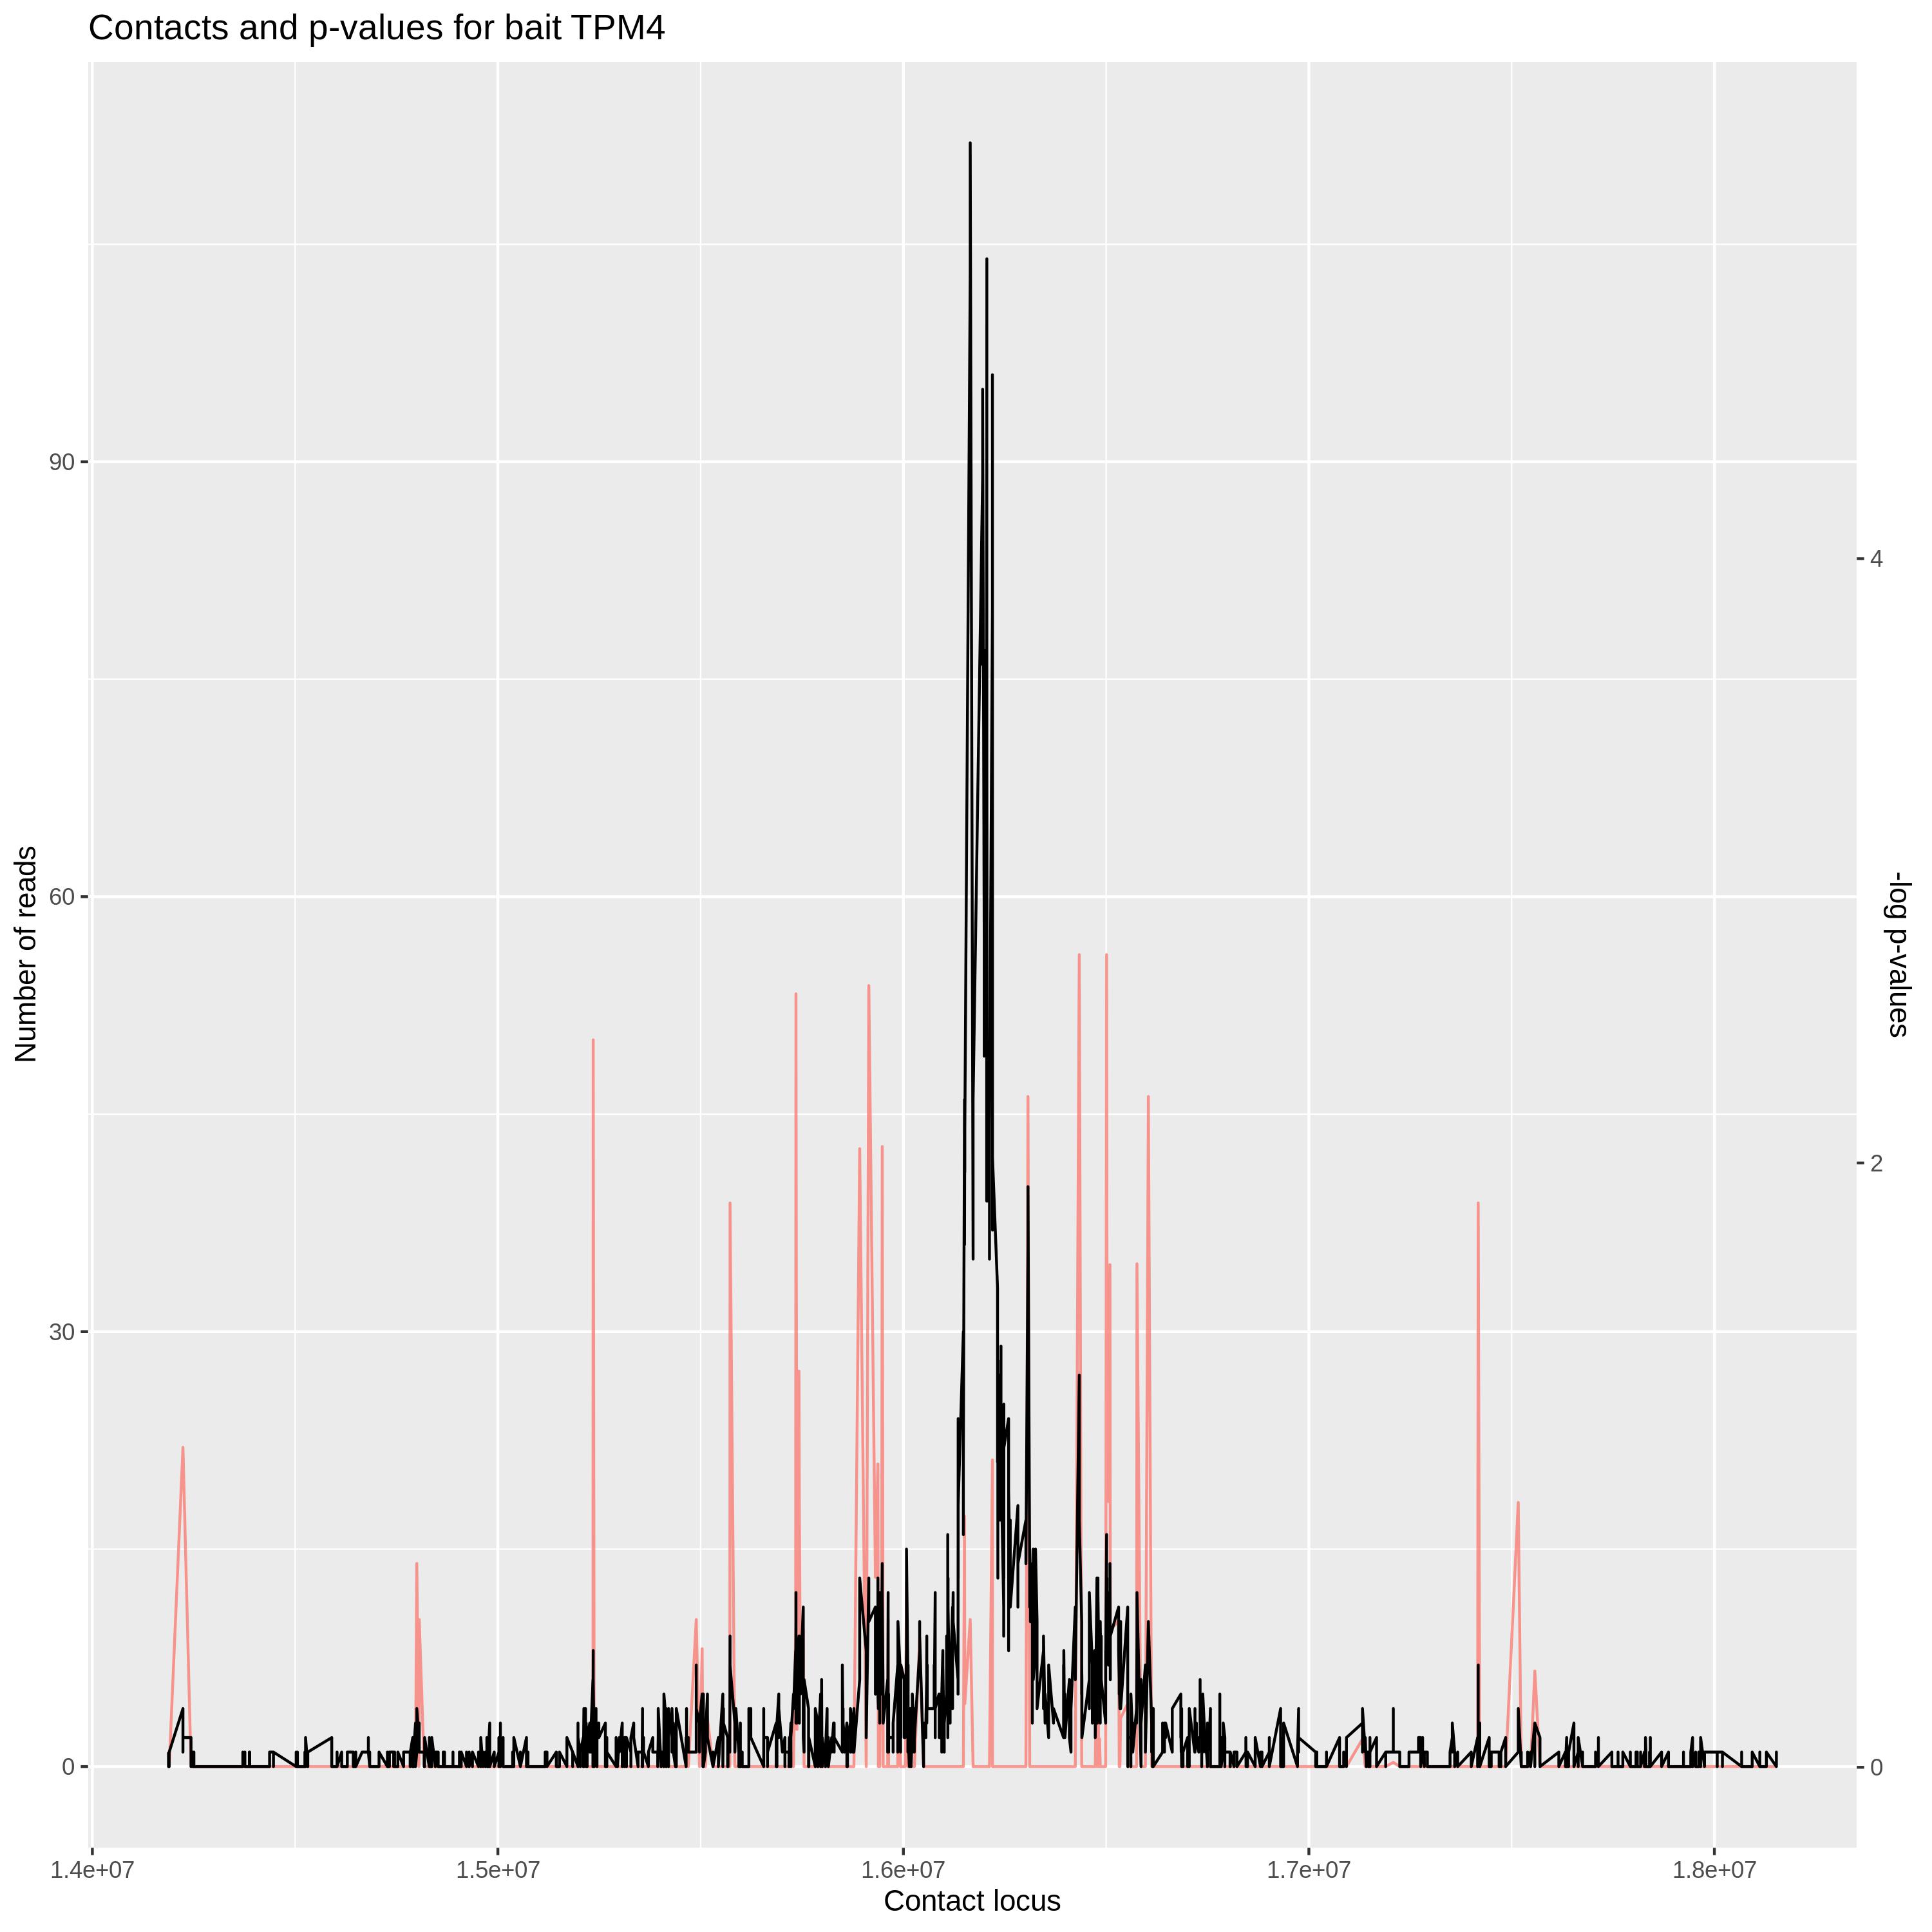 Contacts and p-values for bait TPM4
90
60
30
0
4
2
0
Number of reads
-log p-values
1.4e+07
1.5e+07
1.6e+07
1.7e+07
1.8e+07
Contact locus